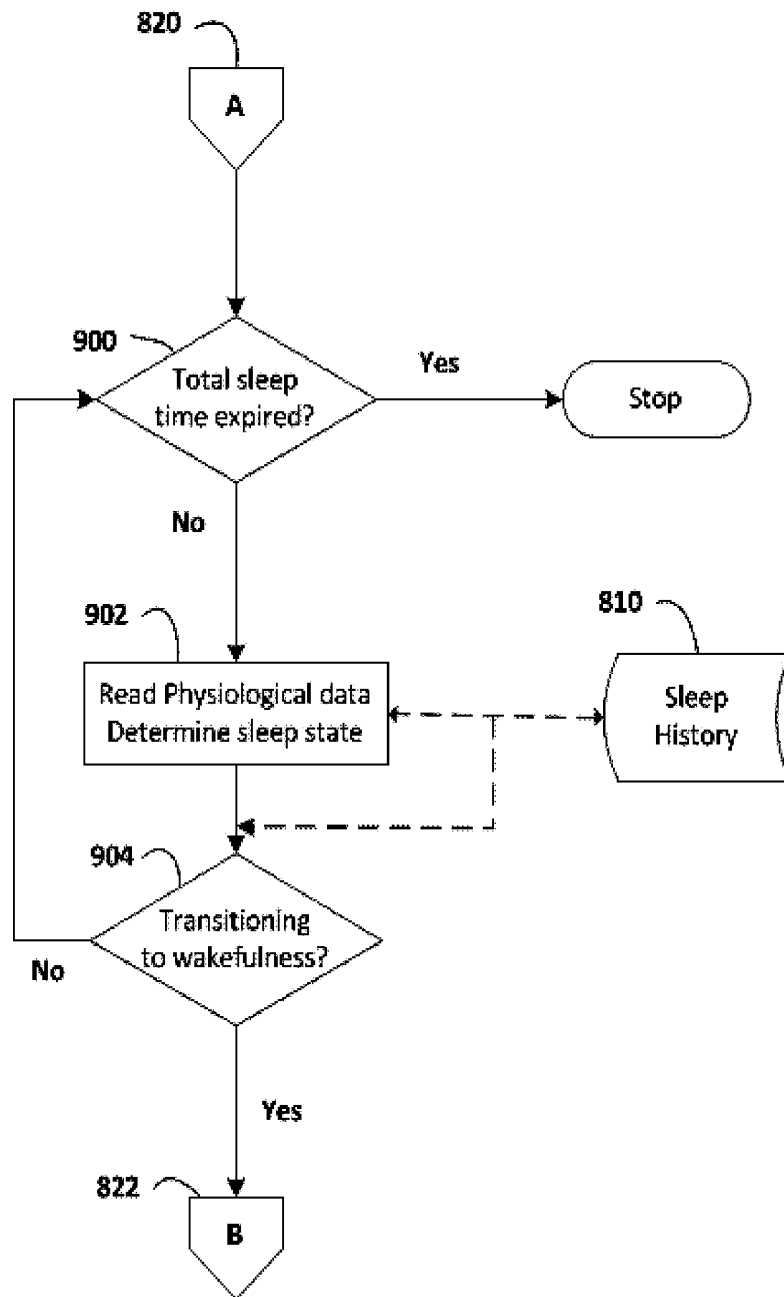 820
A
900
Total sleep
time expired?
Yes
Stop
No
902
810
Read Physiological data
Determine sleep state
Sleep
History
904
Transitioning
to wakefulness?
No
Yes
822
B